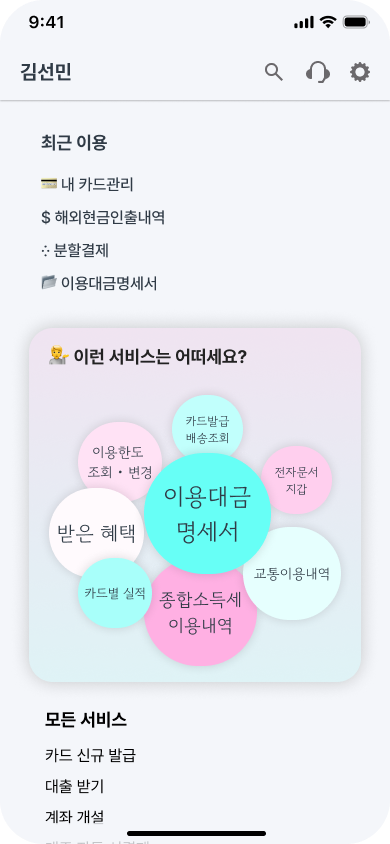 9:41
김선민
최근 이용
내 카드관리
$ 해외현금인출내역
분할결제
이용대금명세서
이런 서비스는 어떠세요?
카드발급
배송조회
이용한도
조회 · 변경
전자문서
지갑
이용대금
명세서
받은 혜택
교통이용내역
카드별 실적
종합소득세
이용내역
모든 서비스
카드 신규 발급
대출 받기
계좌 개설